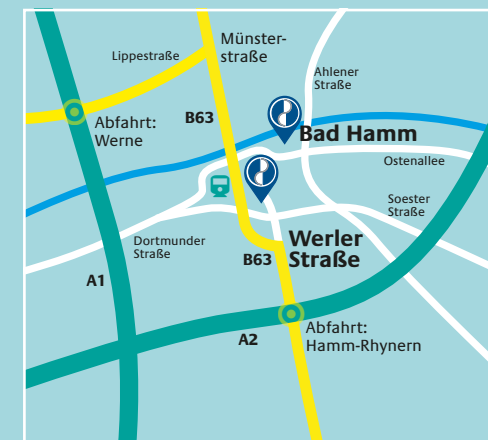 Münster-
straße
Lippestraße
Ahlener
Straße
B63
Abfahrt:
Werne
Bad Hamm
Ostenallee
Soester
Straße
Dortmunder
Straße
Werler
Straße
B63
A1
A2
Abfahrt:
Hamm-Rhynern